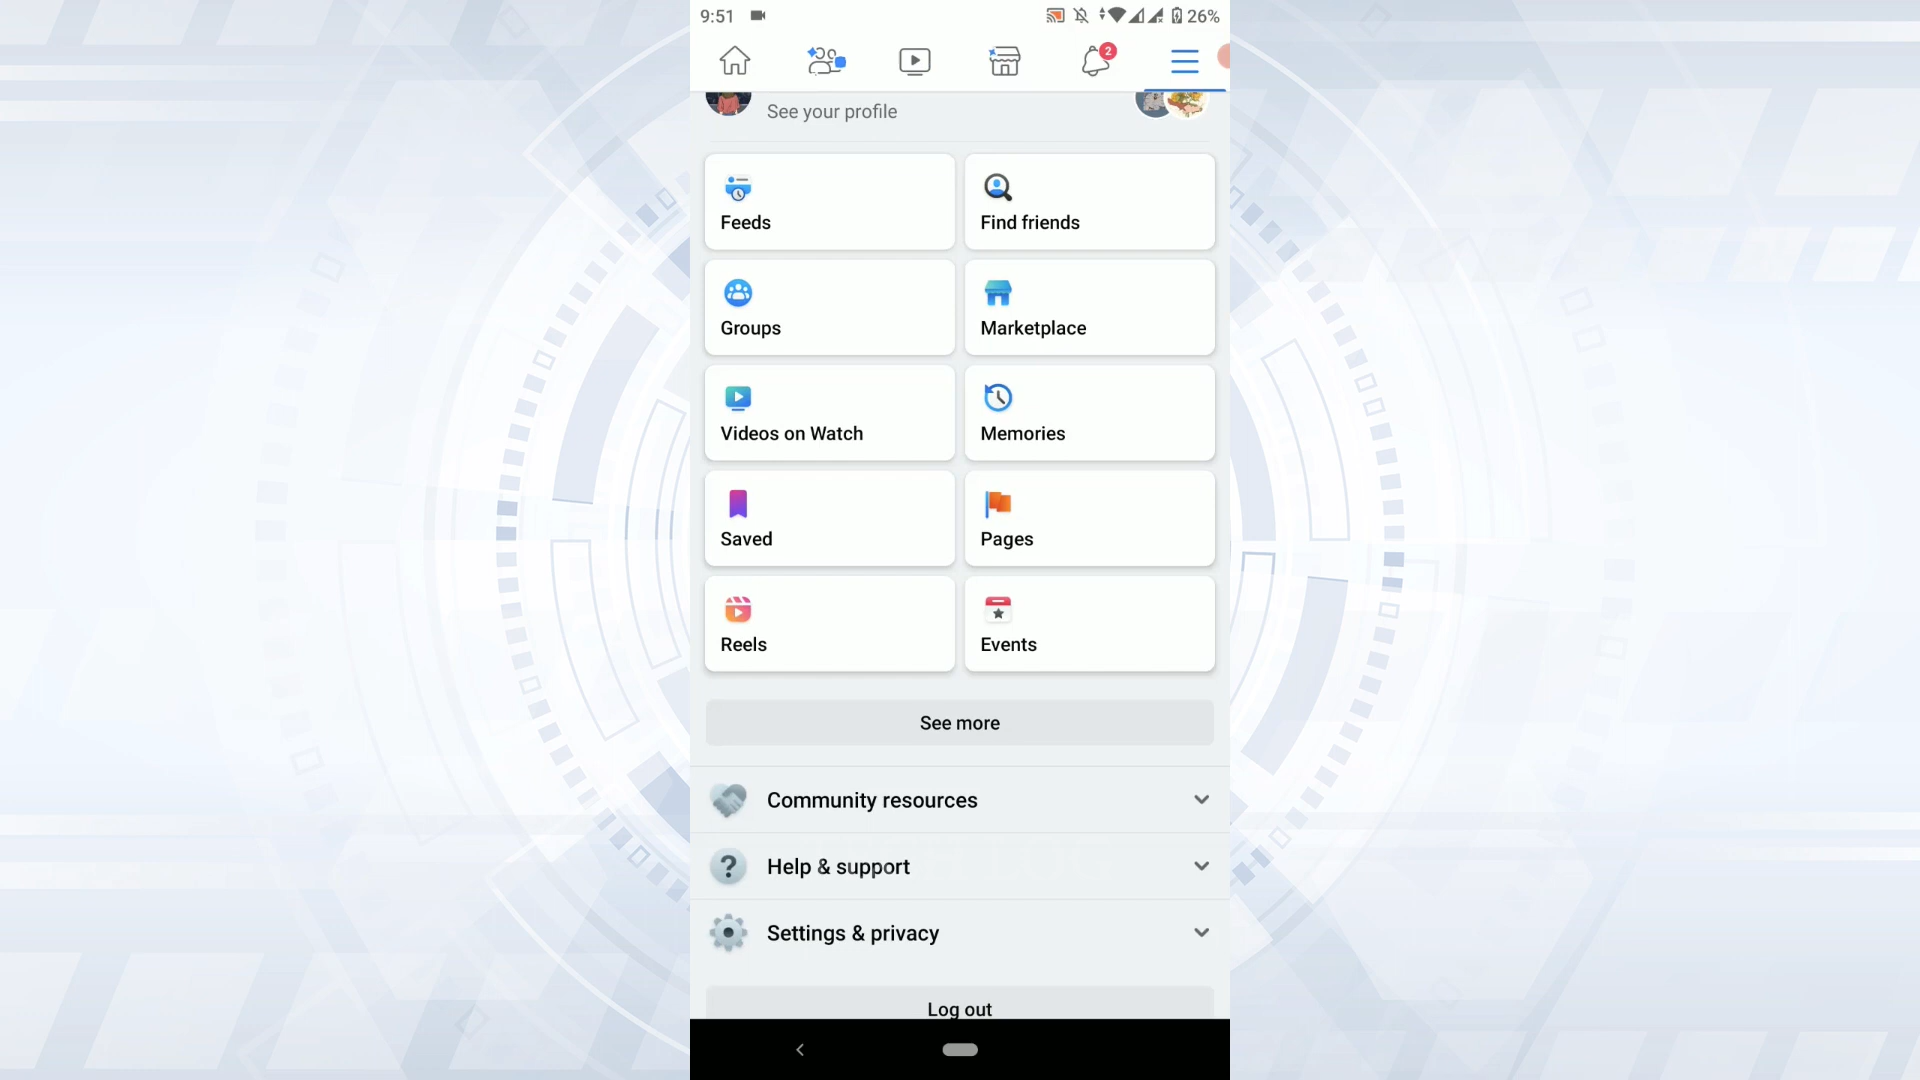 9:51
26%
2
See your profile
Feeds
Find friends
Groups
Marketplace
Videos on Watch
Memories
Saved
Pages
Reels
Events
See more
Community resources
? Help & support
Settings & privacy
Log out